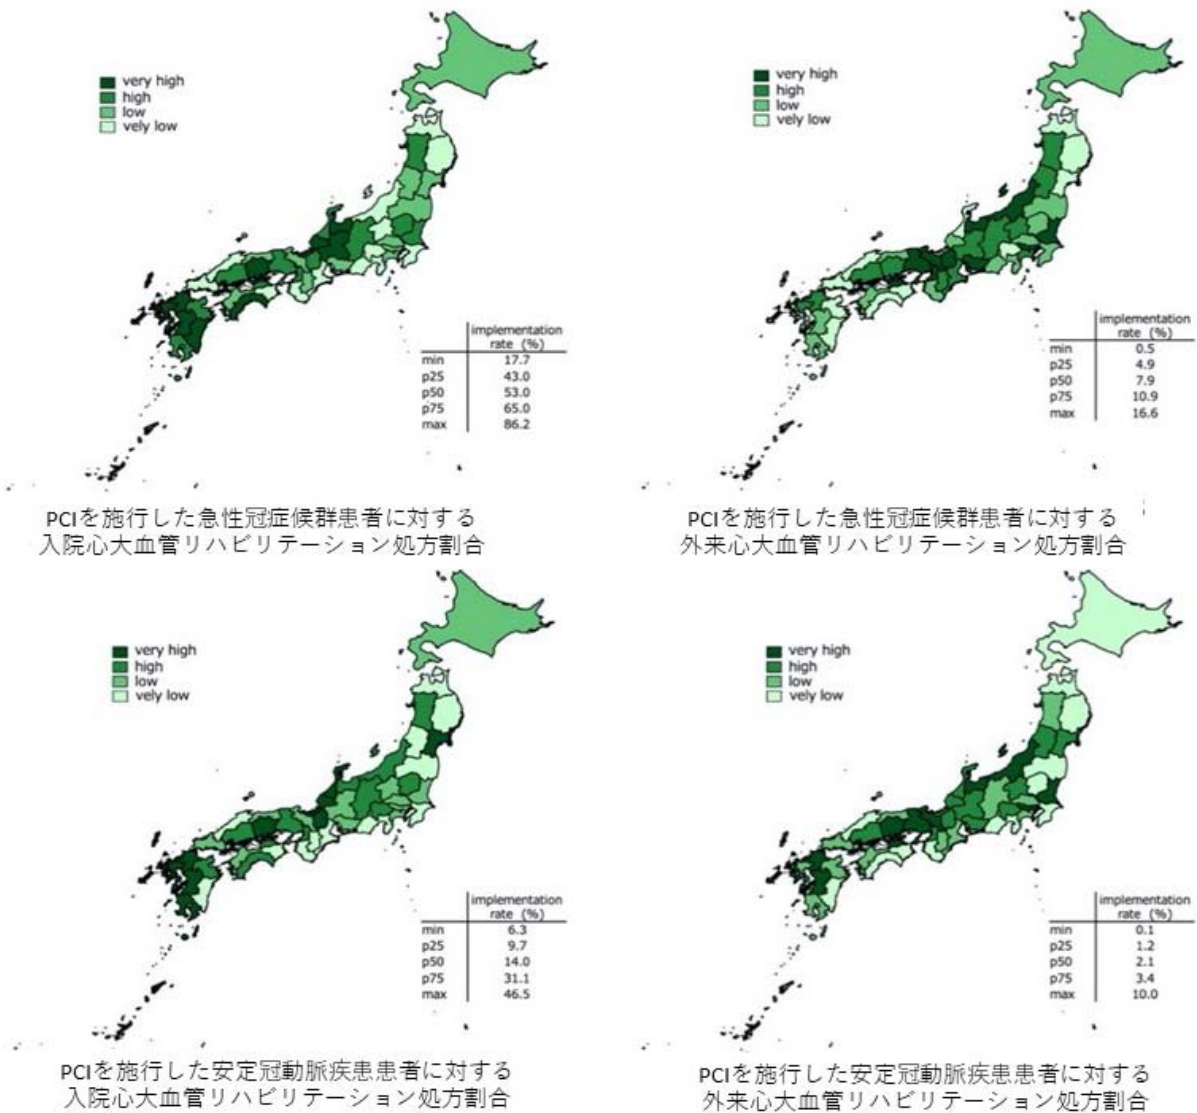 very high
high
low
vely low
implementation
rate (%)
min 17.7
p25 43.0
p50 53.0
p75 65.0
max 86.2
PCIを施行した急性冠症候群患者に対する
入院心大血管リハビリテーション処方割合
very high
high
low
vely low
implementation
rate (%)
min 0.5
p25 4.9
p50 7.9
p75 10.9
max 16.6
PCIを施行した急性冠症候群患者に対する
外来心大血管リハビリテーション処方割合
very high
high
low
vely low
implementation
rate (%)
min 6.3
p25 9.7
p50 14.0
p75 31.1
max 46.5
PCIを施行した安定冠動脈疾患患者に対する
入院心大血管リハビリテーション処方割合
very high
high
low
vely low
implementation
rate (%)
min 0.1
p25 1.2
p50 2.1
p75 3.4
max 10.0
PCIを施行した安定冠動脈疾患患者に対する
外来心大血管リハビリテーション処方割合